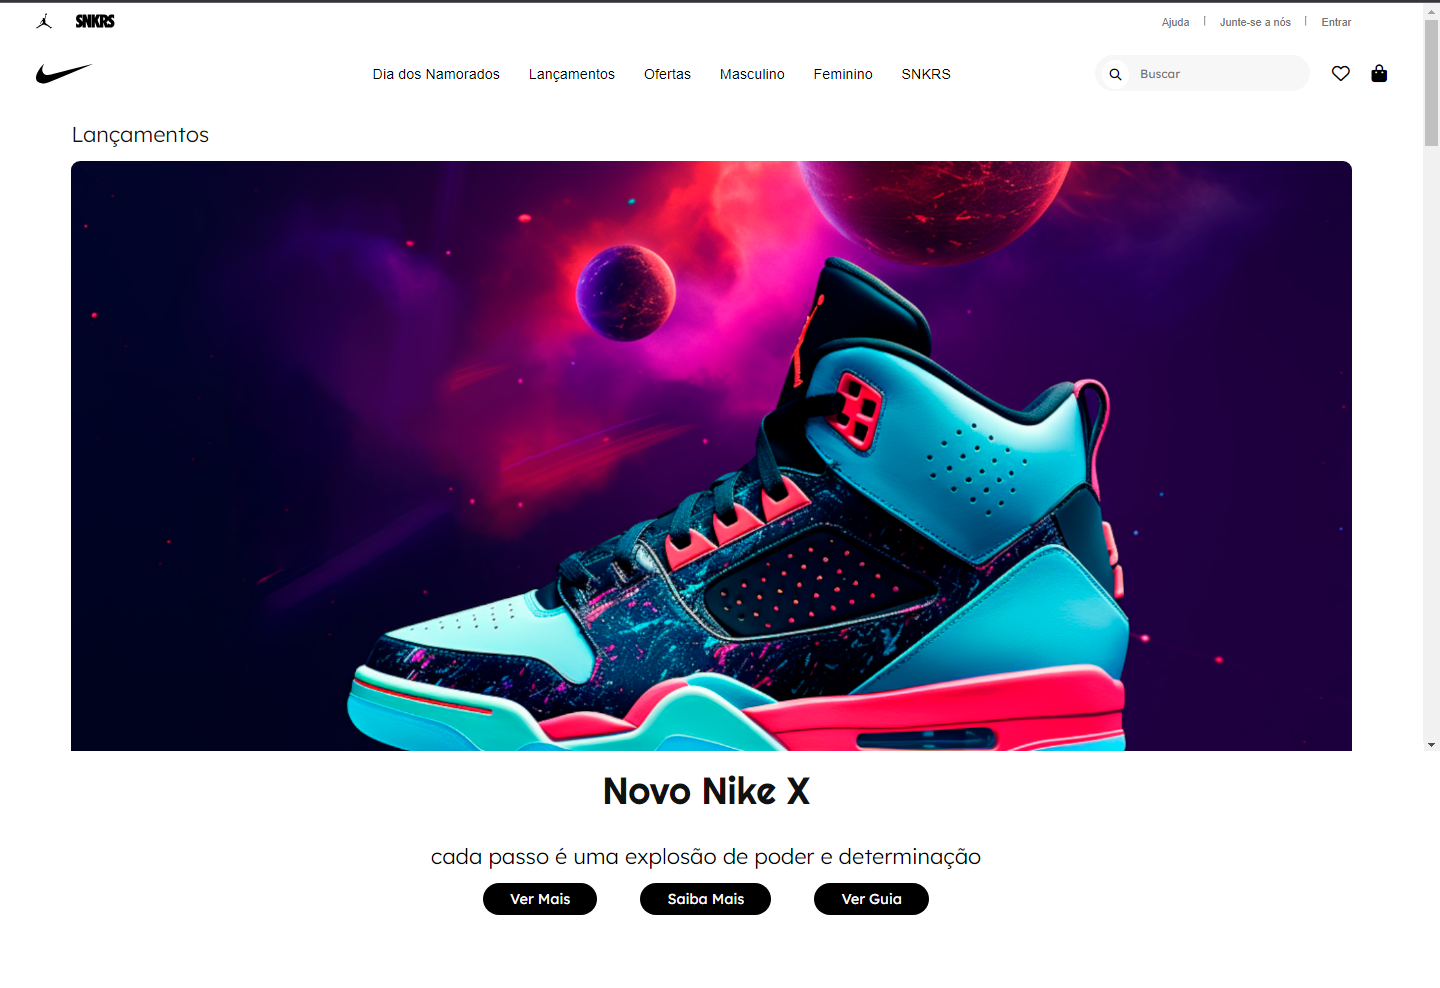 SNKRS
Ajuda | Junte-se a nós | Entrar
Dia dos Namorados Lançamentos Ofertas Masculino Feminino SNKRS
Buscar
Lançamentos
Novo Nike X
cada passo é uma explosão de poder e determinação
Ver Mais Saiba Mais Ver Guia